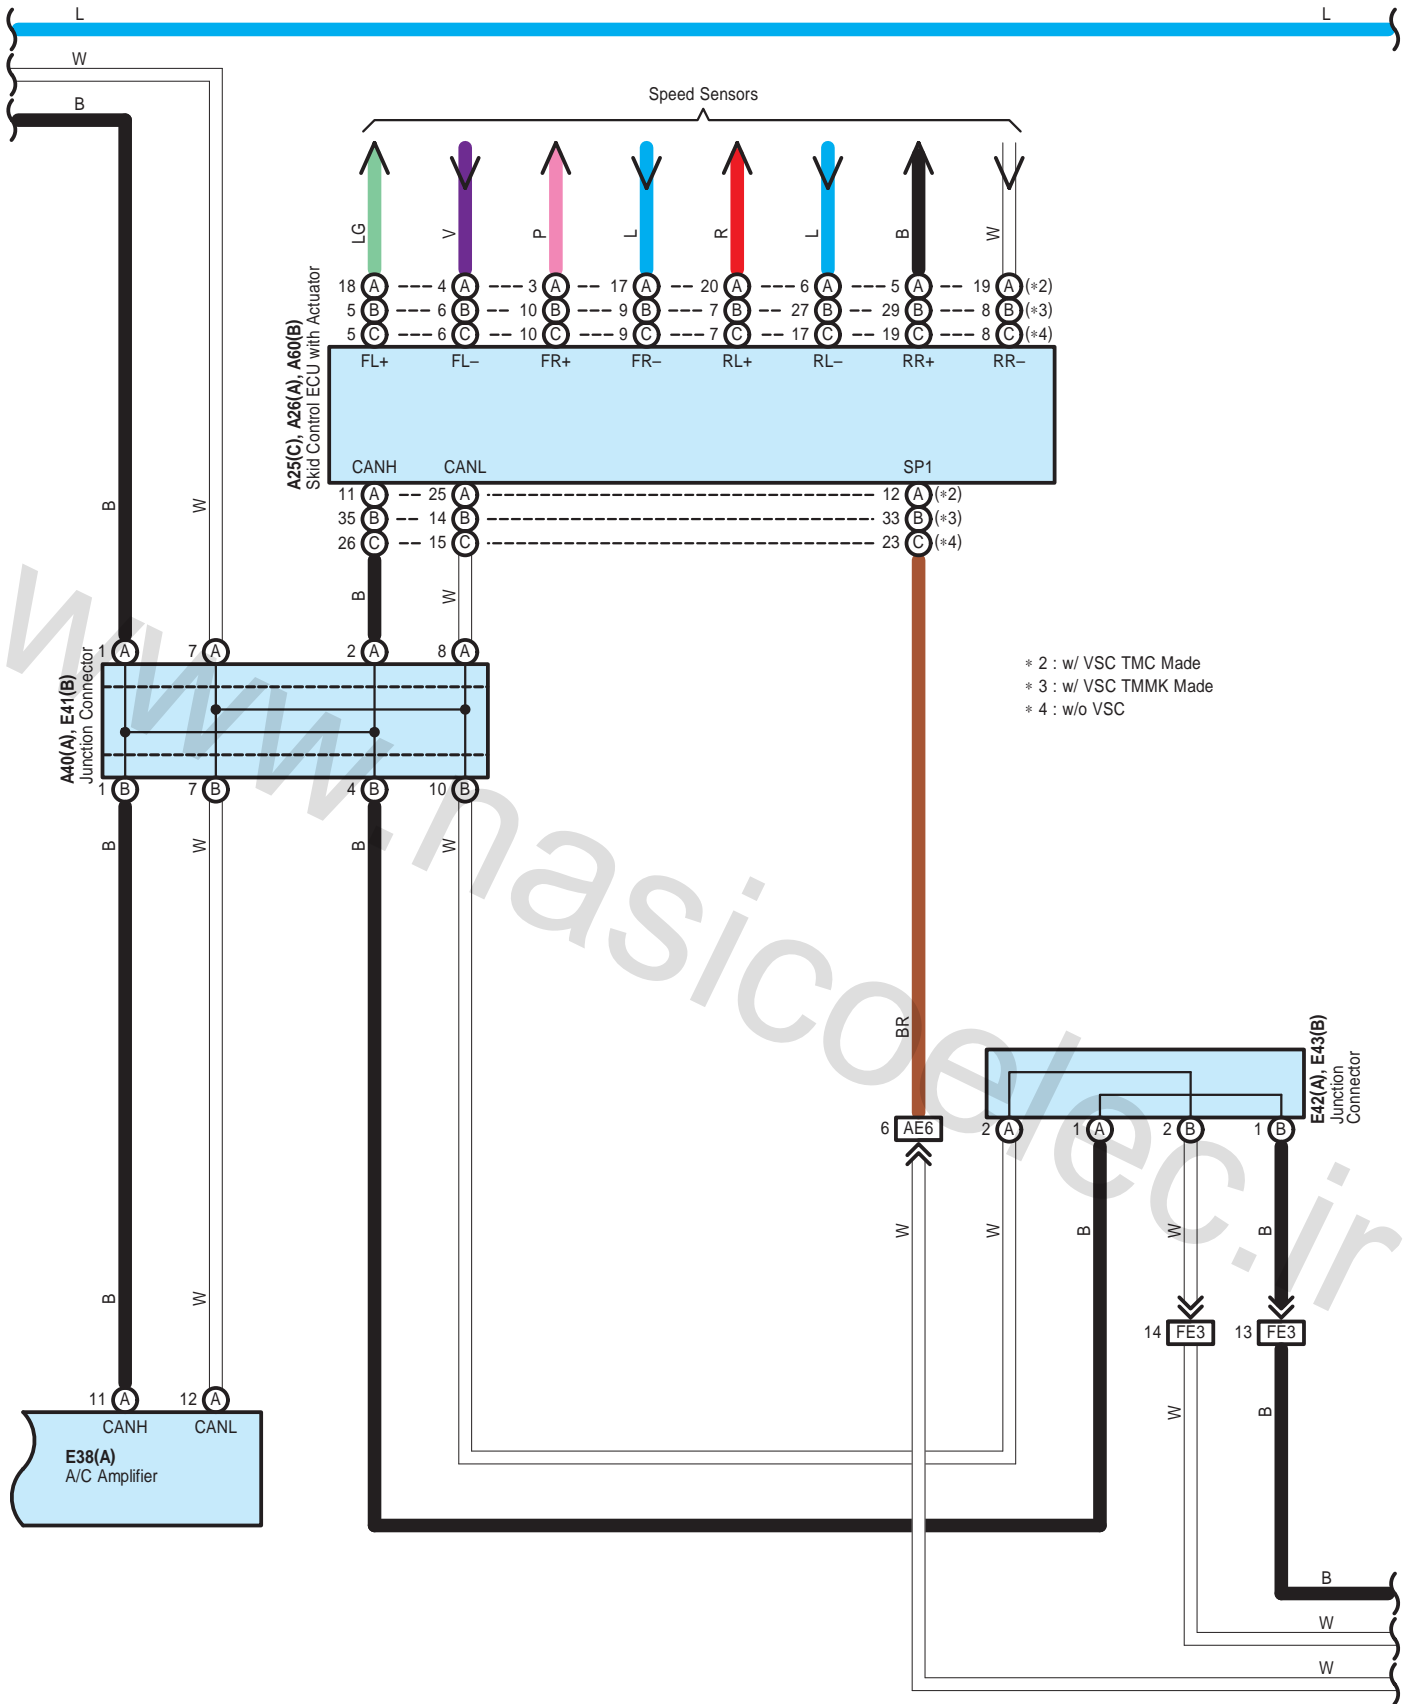 L L
W
B
Speed Sensors
LG V P L R L B W
18 A 4 A 3 A 17 A 20 A 6 A 5 A 19 A (*2)
5 B 6 B 10 B 9 B 7 B 27 B 29 B 8 B (*3)
5 C 6 C 10 C 9 C 7 C 17 C 19 C 8 C (*4)
FL+ FL– FR+ FR– RL+ RL– RR+ RR–
A25(C), A26(A), A60(B)
Skid Control ECU with Actuator
CANH CANL SP1
11 A 25 A 12 A (*2)
35 B 14 B 33 B (*3)
26 C 15 C 23 C (*4)
B W
B W
1 A 7 A 2 A 8 A
A40(A), E41(B)
Junction Connector
* 2 : w/ VSC TMC Made
* 3 : w/ VSC TMMK Made
* 4 : w/o VSC
1 B 7 B 4 B 10 B
B W B W
BR
E42(A), E43(B)
Junction
Connector
6 AE6 2 A 1 A 2 B 1 B
W W B W B
B W
14 FE3 13 FE3
11 A 12 A
W B
CANH CANL
E38(A)
A/C Amplifier
B
W
W
www.nasicoelec.ir